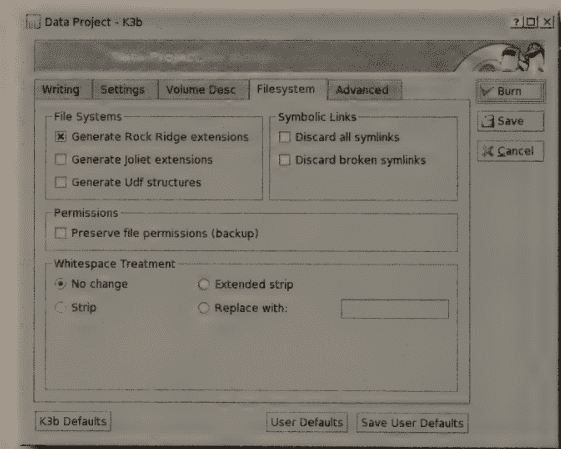 Data Project - K3b
Data Project
Writing Settings Volume Desc Filesystem Advanced
Burn
Save
Cancel
File Systems
Generate Rock Ridge extensions
Generate Joliet extensions
Generate Udf structures
Symbolic Links
Discard all symlinks
Discard broken symlinks
Permissions
Preserve file permissions (backup)
Whitespace Treatment
No change
Extended strip
Strip
Replace with:
K3b Defaults
User Defaults
Save User Defaults